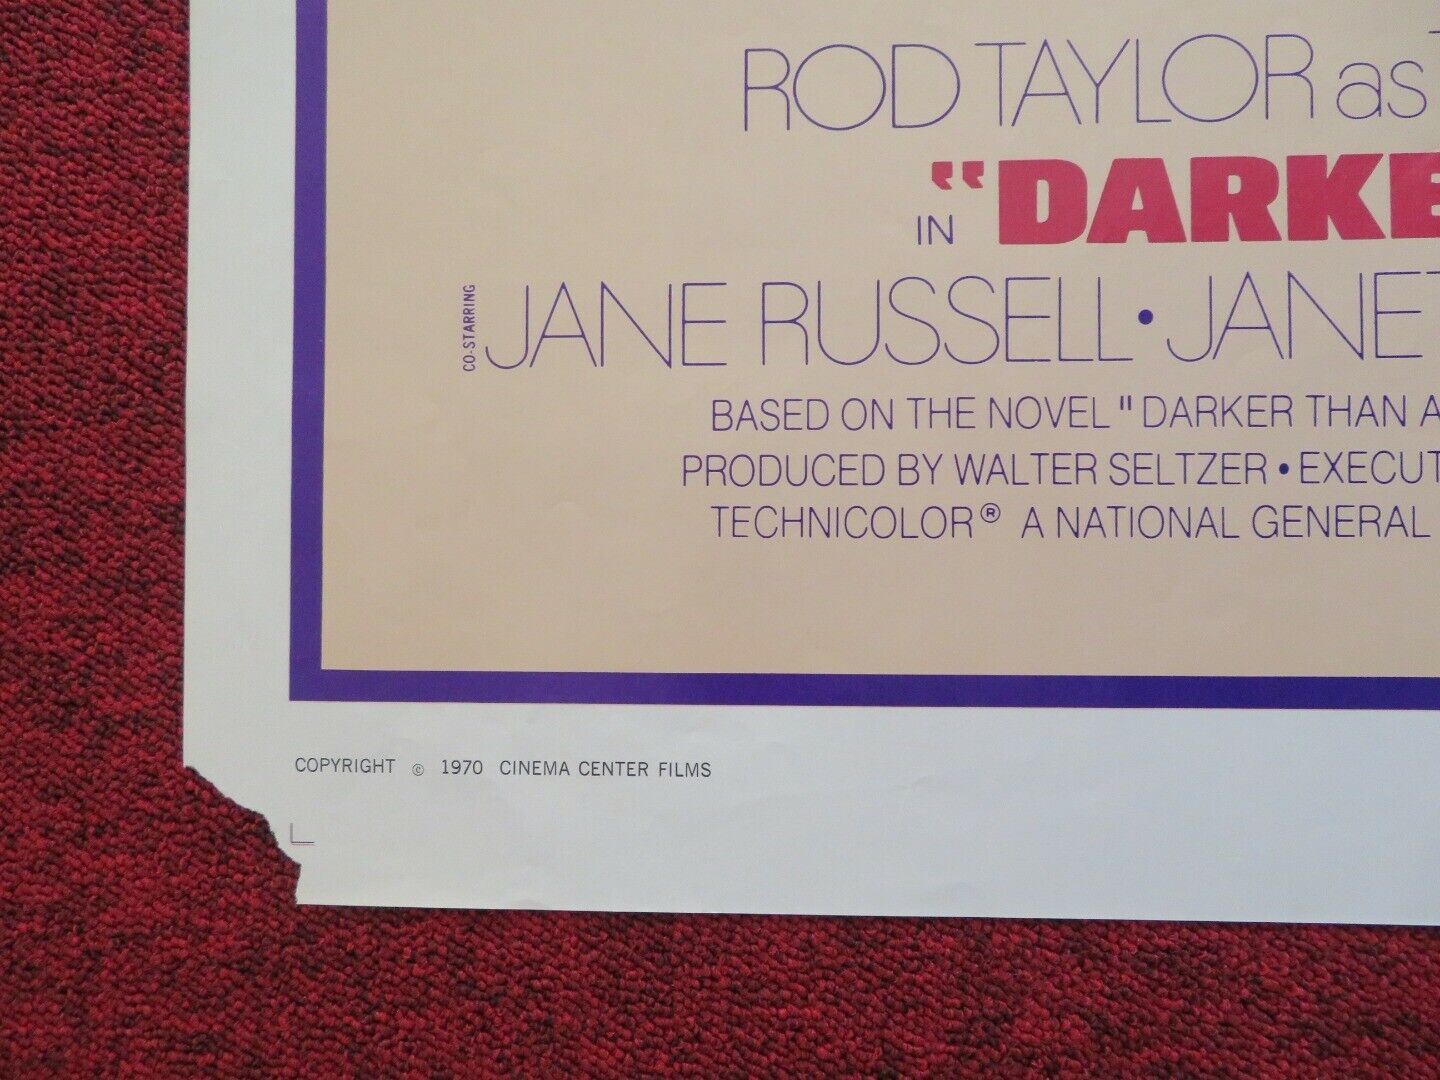 ROD TAYLOR as
IN "DARKE
CO-STARRING JANE RUSSELL • JANET
BASED ON THE NOVEL "DARKER THAN A
PRODUCED BY WALTER SELTZER • EXECUT
TECHNICOLOR® A NATIONAL GENERAL
COPYRIGHT © 1970 CINEMA CENTER FILMS